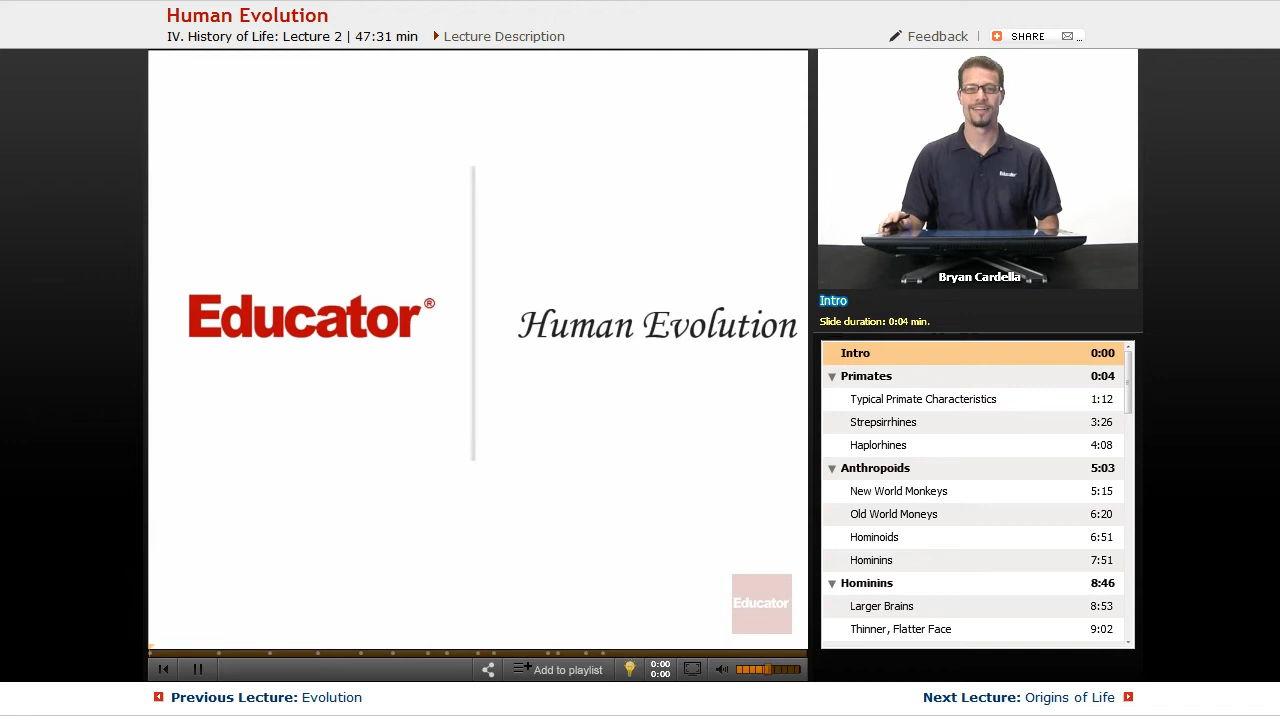 Human Evolution
IV. History of Life: Lecture 2 | 47:31 min
Lecture Description
Feedback
SHARE
...
Educator®
Human Evolution
Educator
Educator
Bryan Cardella
Intro
Slide duration: 0:04 min.
Intro 0:00
Primates 0:04
Typical Primate Characteristics 1:12
Strepsirrhines 3:26
Haplorhines 4:08
Anthropoids 5:03
New World Monkeys 5:15
Old World Moneys 6:20
Hominoids 6:51
Hominins 7:51
Hominins 8:46
Larger Brains 8:53
Thinner, Flatter Face 9:02
Add to playlist
0:00
0:00
Previous Lecture: Evolution
Next Lecture: Origins of Life